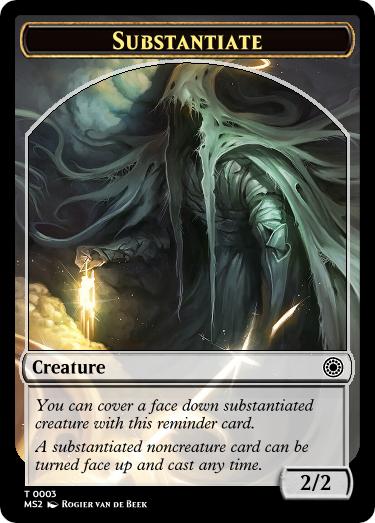 Substantiate
Creature
You can cover a face down substantiated
creature with this reminder card.
A substantiated noncreature card can be
turned face up and cast any time.
2/2
T 0003
MS2 Rogier van de Beek